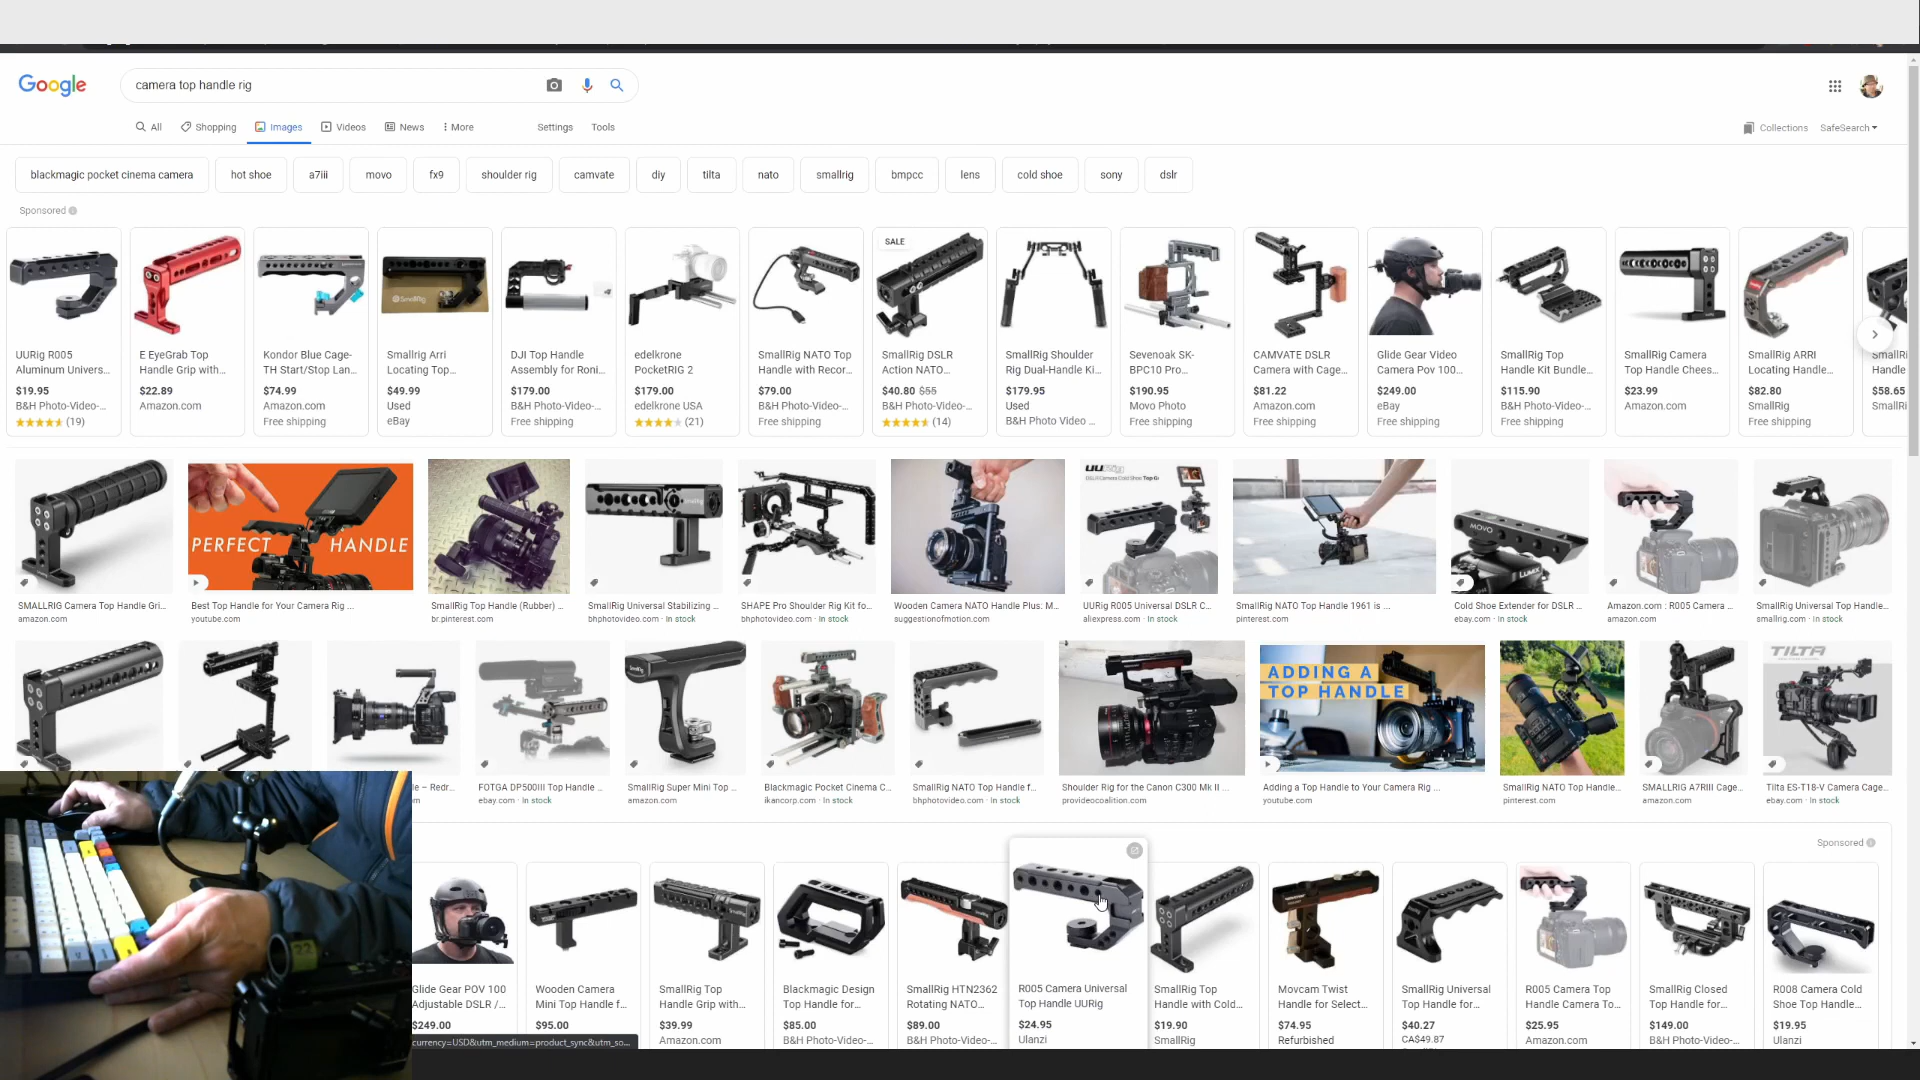 Google
camera top handle rig
All Shopping Images Videos News More Settings Tools
Collections SafeSearch
blackmagic pocket cinema camera hot shoe a7iii movo fx9 shoulder rig camvate diy tilta nato smallrig bmpcc lens cold shoe sony dslr
Sponsored
SALE
SmallRig
UURig R005
Aluminum Univers...
$19.95
B&H Photo-Video-...
(19)
E EyeGrab Top
Handle Grip with...
$22.89
Amazon.com
Kondor Blue Cage-
TH Start/Stop Lan...
$74.99
Amazon.com
Free shipping
Smallrig Arri
Locating Top...
$49.99
Used
eBay
DJI Top Handle
Assembly for Roni...
$179.00
B&H Photo-Video-...
Free shipping
edelkrone
PocketRIG 2
$179.00
edelkrone USA
(21)
SmallRig NATO Top
Handle with Recor...
$79.00
B&H Photo-Video-...
Free shipping
SmallRig DSLR
Action NATO...
$40.80 $55
B&H Photo-Video-...
(14)
SmallRig Shoulder
Rig Dual-Handle Ki...
$179.95
Used
B&H Photo Video ...
Sevenoak SK-
BPC10 Pro...
$190.95
Movo Photo
Free shipping
CAMVATE DSLR
Camera with Cage...
$81.22
Amazon.com
Free shipping
Glide Gear Video
Camera Pov 100...
$249.00
eBay
Free shipping
SmallRig Top
Handle Kit Bundle...
$115.90
B&H Photo-Video-...
Free shipping
SmallRig Camera
Top Handle Chees...
$23.99
Amazon.com
SmallRig ARRI
Locating Handle...
$82.80
SmallRig
Free shipping
SmallRi
Handle
$58.65
SmallRi
PERFECT HANDLE
MOVO
LUMIX
SMALLRIG Camera Top Handle Gri...
amazon.com
Best Top Handle for Your Camera Rig ...
youtube.com
SmallRig Top Handle (Rubber) ...
br.pinterest.com
SmallRig Universal Stabilizing ...
bhphotovideo.com · In stock
SHAPE Pro Shoulder Rig Kit fo...
bhphotovideo.com · In stock
Wooden Camera NATO Handle Plus: M...
suggestionofmotion.com
UURig R005 Universal DSLR C...
aliexpress.com · In stock
SmallRig NATO Top Handle 1961 is ...
pinterest.com
Cold Shoe Extender for DSLR ...
ebay.com · In stock
Amazon.com : R005 Camera ...
amazon.com
SmallRig Universal Top Handle...
smallrig.com · In stock
ADDING A
TOP HANDLE
TILTA
le – Redr...
om
FOTGA DP500III Top Handle ...
ebay.com · In stock
SmallRig Super Mini Top ...
amazon.com
Blackmagic Pocket Cinema C...
ikancorp.com · In stock
SmallRig NATO Top Handle f...
bhphotovideo.com · In stock
Shoulder Rig for the Canon C300 Mk II ...
provideocoalition.com
Adding a Top Handle to Your Camera Rig ...
youtube.com
SmallRig NATO Top Handle...
pinterest.com
SMALLRIG A7RIII Cage...
amazon.com
Tilta ES-T18-V Camera Cage...
ebay.com · In stock
Sponsored
Glide Gear POV 100
Adjustable DSLR /...
$249.00
Wooden Camera
Mini Top Handle f...
$95.00
SmallRig Top
Handle Grip with...
$39.99
Amazon.com
Blackmagic Design
Top Handle for...
$85.00
B&H Photo-Video-...
SmallRig HTN2362
Rotating NATO...
$89.00
B&H Photo-Video-...
R005 Camera Universal
Top Handle UURig
$24.95
Ulanzi
SmallRig Top
Handle with Cold...
$19.90
SmallRig
Movcam Twist
Handle for Select...
$74.95
Refurbished
SmallRig Universal
Top Handle for...
$40.27
CA$49.87
R005 Camera Top
Handle Camera To...
$25.95
Amazon.com
SmallRig Closed
Top Handle for...
$149.00
B&H Photo-Video-...
R008 Camera Cold
Shoe Top Handle...
$19.95
Ulanzi
currency=USD&utm_medium=product_sync&utm_so...